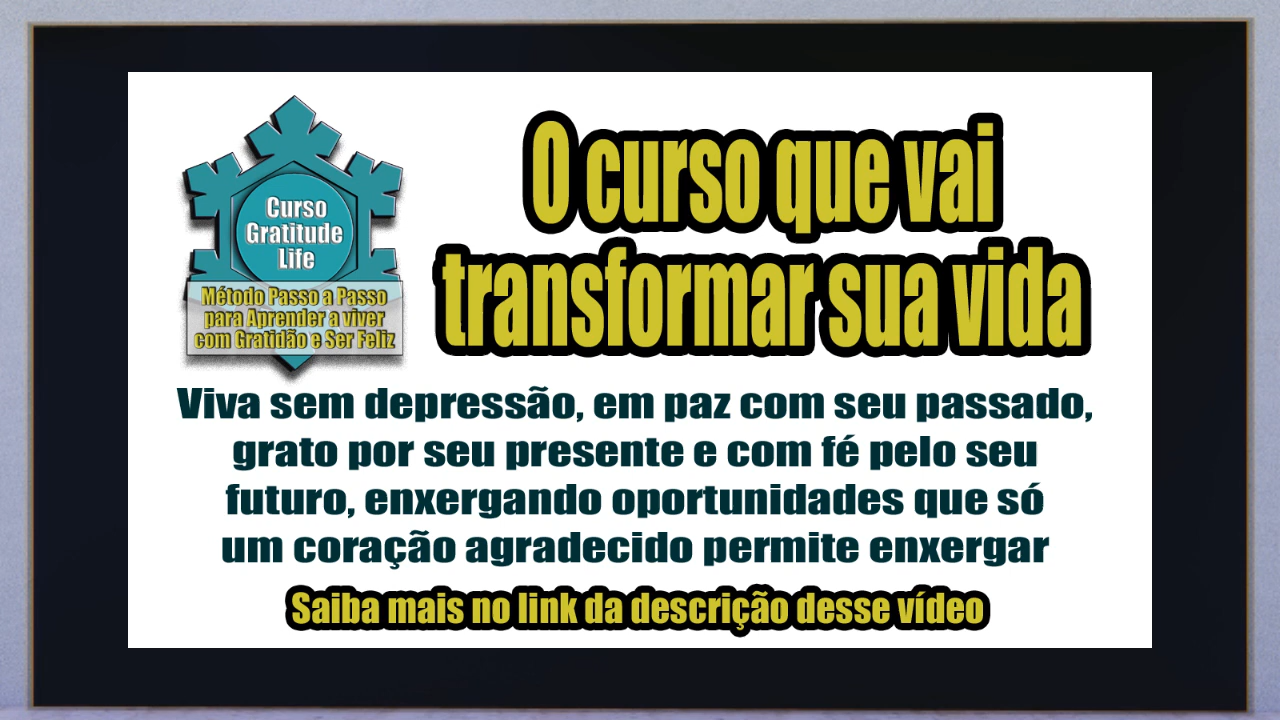 Curso
Gratitude
Life
Método Passo a Passo
para Aprender a viver
com Gratidão e Ser Feliz
O curso que vai
transformar sua vida
Viva sem depressão, em paz com seu passado,
grato por seu presente e com fé pelo seu
futuro, enxergando oportunidades que só
um coração agradecido permite enxergar
Saiba mais no link da descrição desse vídeo